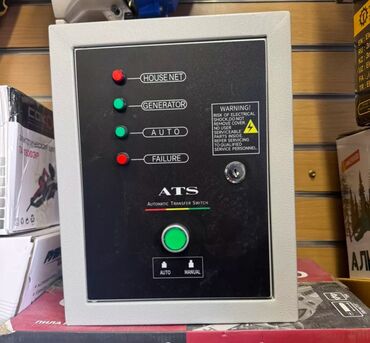 HOUSE NET
GENERATOR
AUTO
FAILURE
WARNING!
RISK OF ELECTRICAL
SHOCK,DO NOT
REMOVE COVER
NO USER
SERVICEABLE
PARTS INSIDE
REFER SERVICING
TO QUALIFIED
SERVICE PERSONNEL.
ATS
AUTOMATIC TRANSFER SWITCH
AUTO
MANUAL